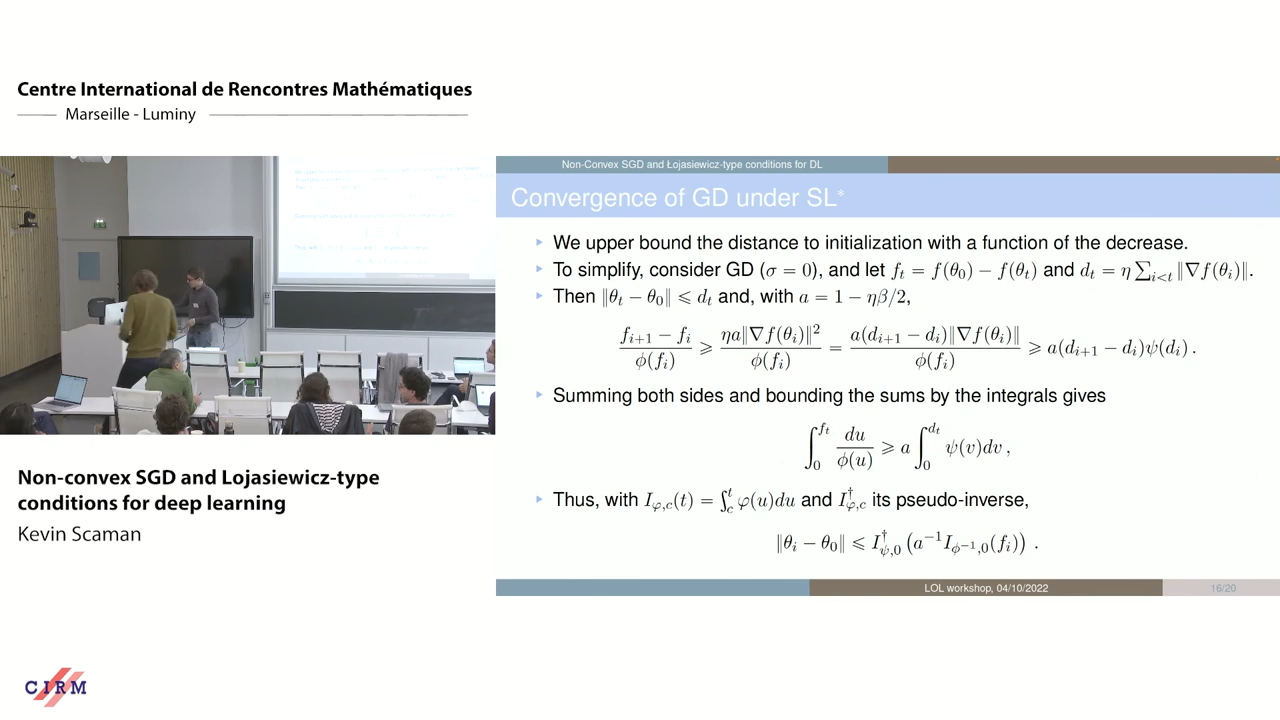 Centre International de Rencontres Mathématiques
Marseille - Luminy
Non-convex SGD and Lojasiewicz-type
conditions for deep learning
Kevin Scaman
CIRM
Non-Convex SGD and Łojasiewicz-type conditions for DL
Convergence of GD under SL*
We upper bound the distance to initialization with a function of the decrease.
To simplify, consider GD (σ = 0), and let f_t = f(θ_0) − f(θ_t) and d_t = η ∑_{i<t} ‖∇f(θ_i)‖.
Then ‖θ_t − θ_0‖ ⩽ d_t and, with a = 1 − ηβ/2,
\frac{f_{i+1} − f_i}{ϕ(f_i)} ⩾ \frac{ηa‖∇f(θ_i)‖^2}{ϕ(f_i)} = \frac{a(d_{i+1} − d_i)‖∇f(θ_i)‖}{ϕ(f_i)} ⩾ a(d_{i+1} − d_i)ψ(d_i) .
Summing both sides and bounding the sums by the integrals gives
∫_0^{f_t} \frac{du}{ϕ(u)} ⩾ a ∫_0^{d_t} ψ(v)dv ,
Thus, with I_{φ,c}(t) = ∫_c^t φ(u)du and I^†_{φ,c} its pseudo-inverse,
‖θ_i − θ_0‖ ⩽ I^†_{ψ,0} (a^{−1} I_{ϕ^{−1},0}(f_i)) .
LOL workshop, 04/10/2022
16/20